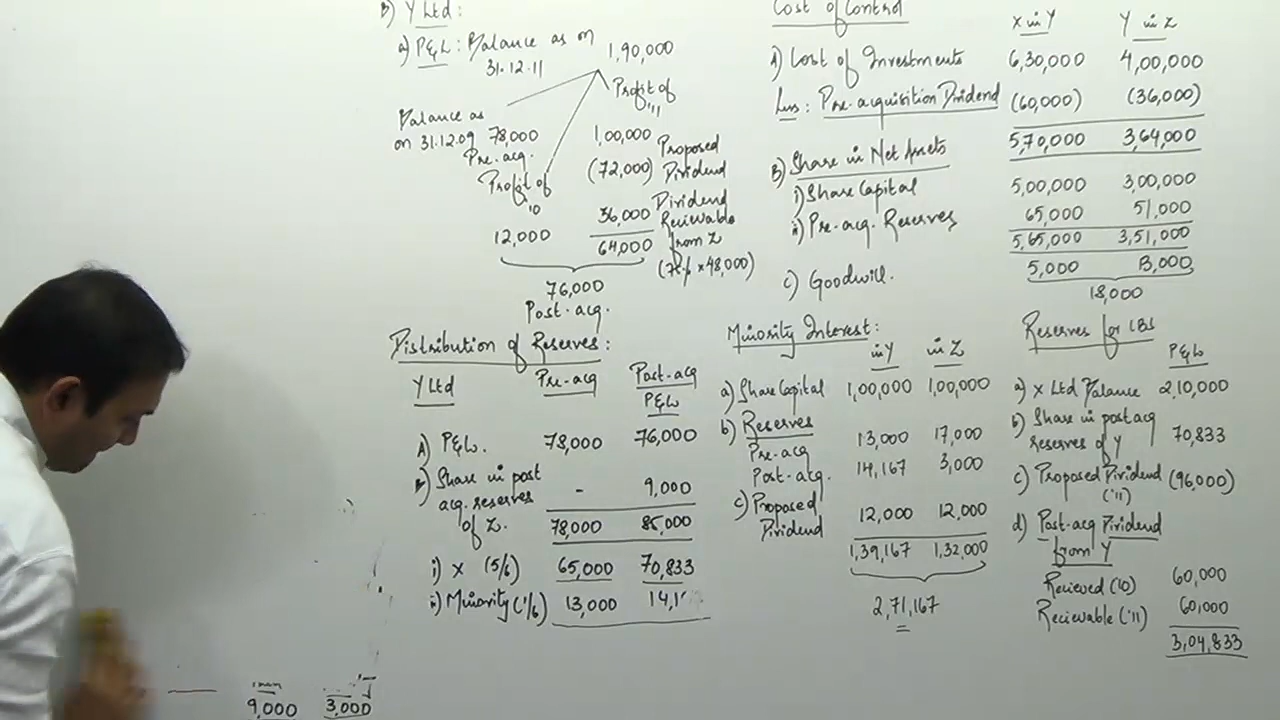 B) Y Ltd:
a) P&L: Balance as on 1,90,000
31.12.11
Profit of
'11
Balance as
on 31.12.09 78,000
Pre-acq.
1,00,000
(72,000) Proposed
Dividend
Profit of
'10
12,000
36,000 Dividend
Reievable
from Z
(75% x 48,000)
64,000
76,000
Post-acq.
Distribution of Reserves:
Y Ltd Pre-acq Post-acq
P&L
A) P&L. 78,000 76,000
B) Share in post
acq. reserves
of Z. - 9,000
78,000 85,000
i) X (5/6) 65,000 70,833
ii) Minority (1/6) 13,000 14,1
9,000 3,000
Cost of Control
X in Y Y in Z
A) Cost of Investments 6,30,000 4,00,000
Less: Pre-acquisition Dividend (60,000) (36,000)
5,70,000 3,64,000
B) Share in Net Assets
i) Share Capital 5,00,000 3,00,000
ii) Pre-acq. Reserves 65,000 51,000
5,65,000 3,51,000
C) Goodwill. 5,000 13,000
18,000
Minority Interest:
in Y in Z
a) Share Capital 1,00,000 1,00,000
b) Reserves
Pre-acq 13,000 17,000
Post-acq. 14,167 3,000
c) Proposed
Dividend 12,000 12,000
1,39,167 1,32,000
2,71,167
Reserves for CBS
P&L
a) X Ltd Balance 2,10,000
b) Share in post acq
reserves of Y 70,833
c) Proposed Dividend (96,000)
('11)
d) Post-acq Dividend
from Y
Recieved ('10) 60,000
Recievable ('11) 60,000
3,04,833